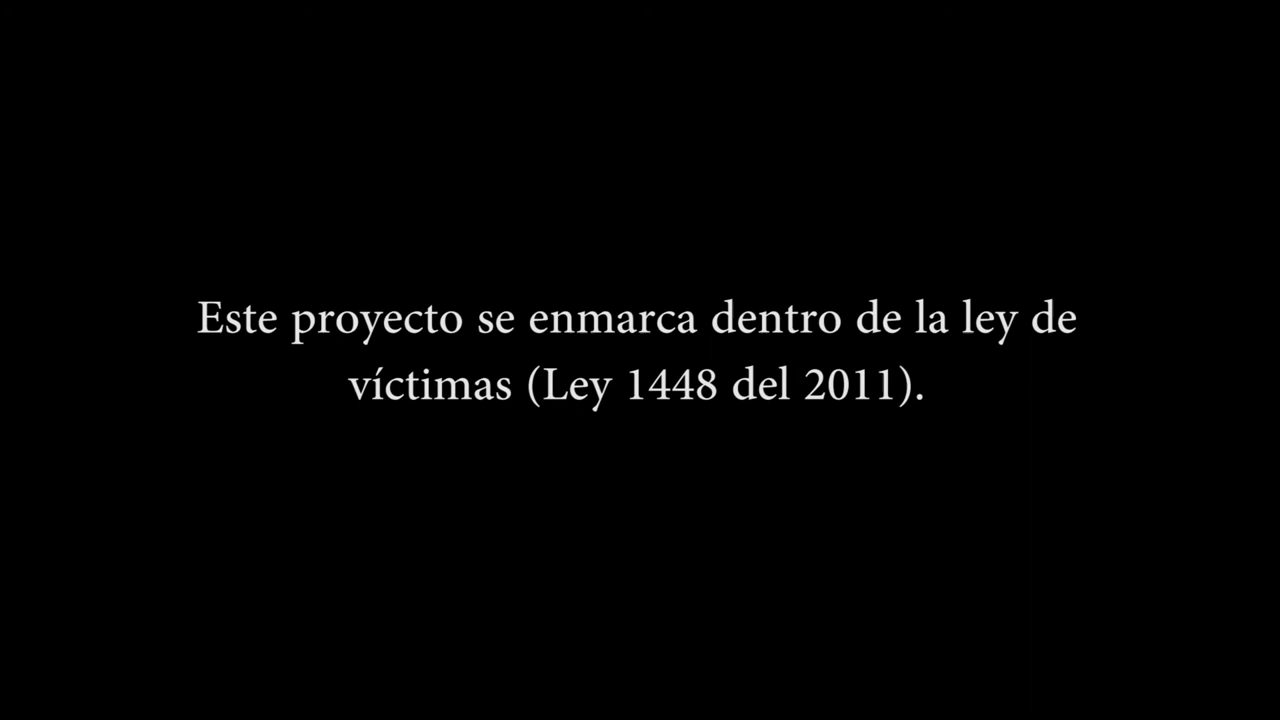 Este proyecto se enmarca dentro de la ley de
víctimas (Ley 1448 del 2011).